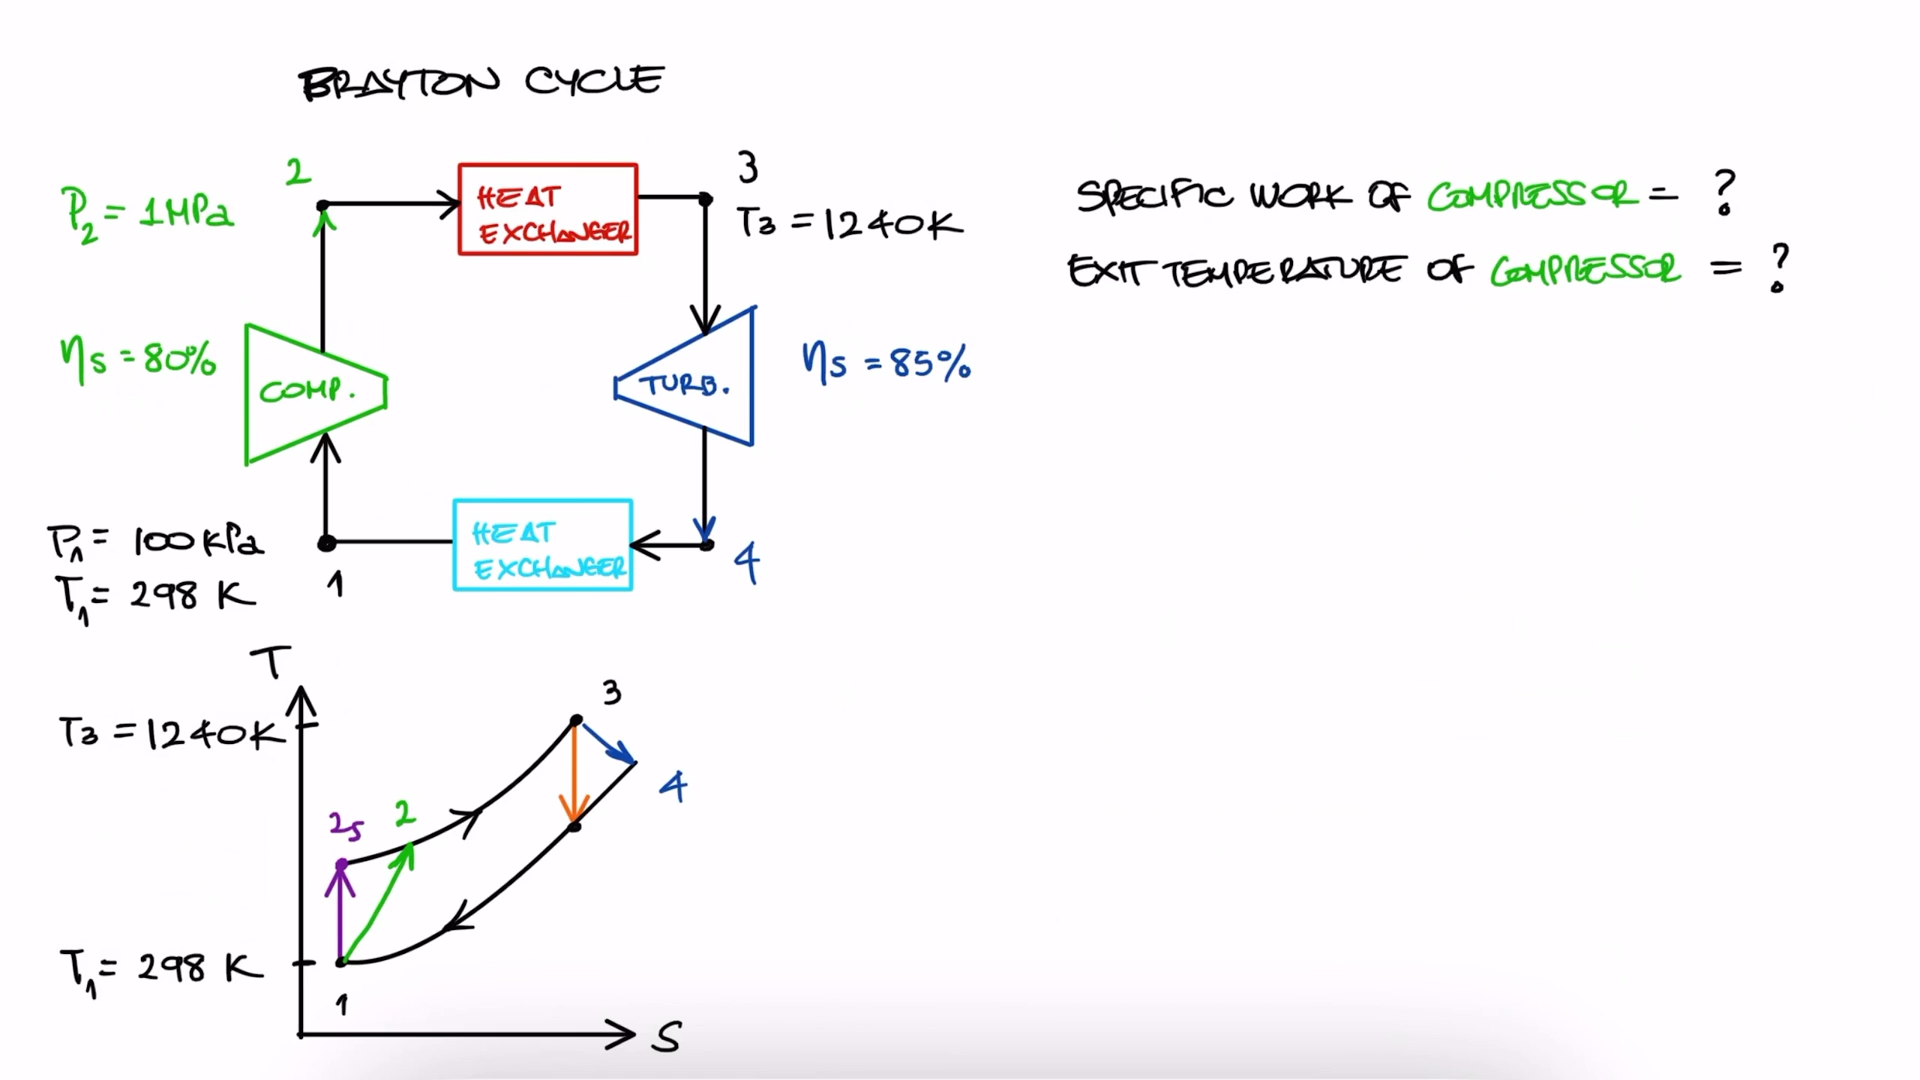 BRAYTON CYCLE
2
3
P₂ = 1MPa
HEAT
EXCHANGER
T₃ = 1240K
SPECIFIC WORK OF COMPRESSOR = ?
EXIT TEMPERATURE OF COMPRESSOR = ?
ηs = 80%
COMP.
TURB.
ηs = 85%
P₁ = 100 kPa
T₁ = 298 K
1
HEAT
EXCHANGER
4
T
T₃ = 1240K
3
2s
2
4
T₁ = 298 K
1
S